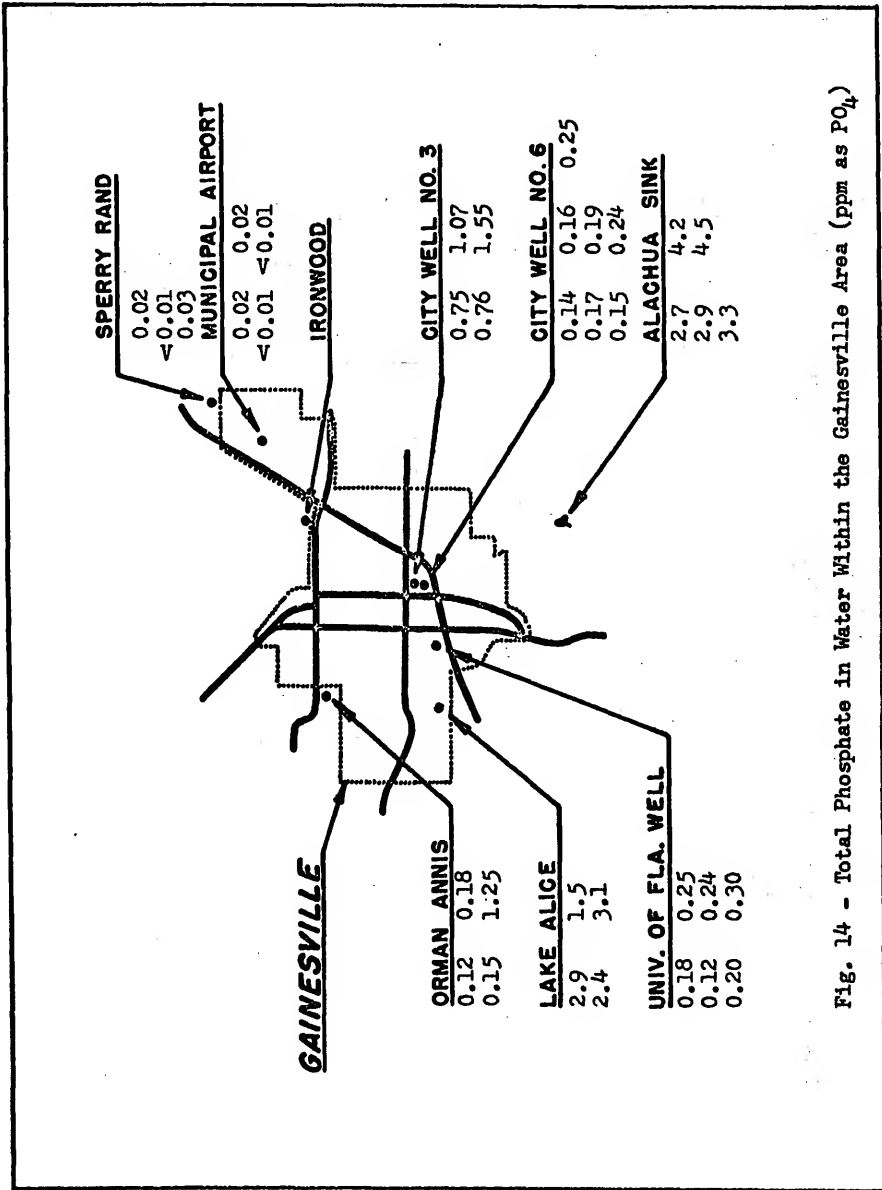 GAINESVILLE
SPERRY RAND
0.02
<0.01
0.03
MUNICIPAL AIRPORT
0.02 0.02
<0.01 <0.01
IRONWOOD
CITY WELL NO. 3
0.75 1.07
0.76 1.55
CITY WELL NO. 6
0.14 0.16 0.25
0.17 0.19
0.15 0.24
ALACHUA SINK
2.7 4.2
2.9 4.5
3.3
ORMAN ANNIS
0.12 0.18
0.15 1.25
LAKE ALICE
2.9 1.5
2.4 3.1
UNIV. OF FLA. WELL
0.18 0.25
0.12 0.24
0.20 0.30
Fig. 14 - Total Phosphate in Water Within the Gainesville Area (ppm as PO4)